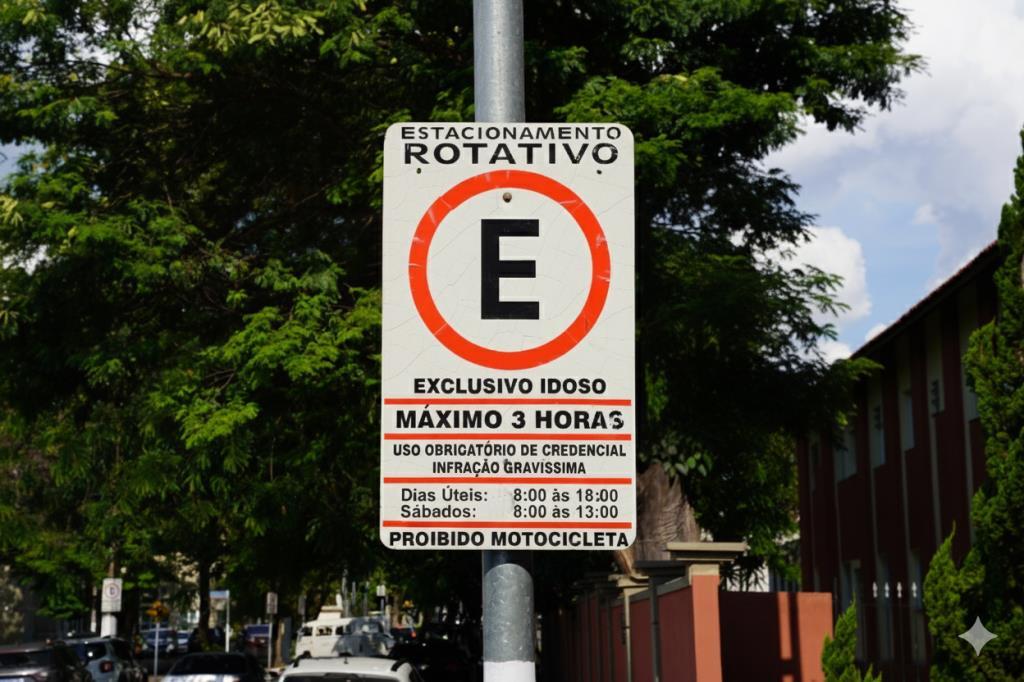 ESTACIONAMENTO
ROTATIVO
E
EXCLUSIVO IDOSO
MÁXIMO 3 HORAS
USO OBRIGATÓRIO DE CREDENCIAL
INFRAÇÃO GRAVÍSSIMA
Dias Úteis: 8:00 às 18:00
Sábados: 8:00 às 13:00
PROIBIDO MOTOCICLETA